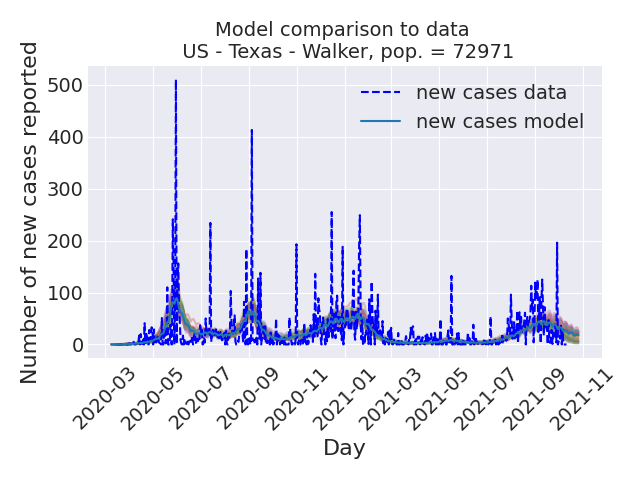 Model comparison to data
US - Texas - Walker, pop. = 72971
Number of new cases reported
500
400
300
200
100
0
new cases data
new cases model
2020-03
2020-05
2020-07
2020-09
2020-11
2021-01
2021-03
2021-05
2021-07
2021-09
2021-11
Day